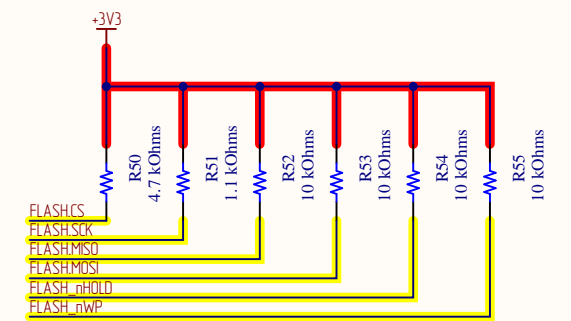 +3V3
R50
4.7 kOhms
R51
1.1 kOhms
R52
10 kOhms
R53
10 kOhms
R54
10 kOhms
R55
10 kOhms
FLASH.CS
FLASH.SCK
FLASH.MISO
FLASH.MOSI
FLASH_nHOLD
FLASH_nWP